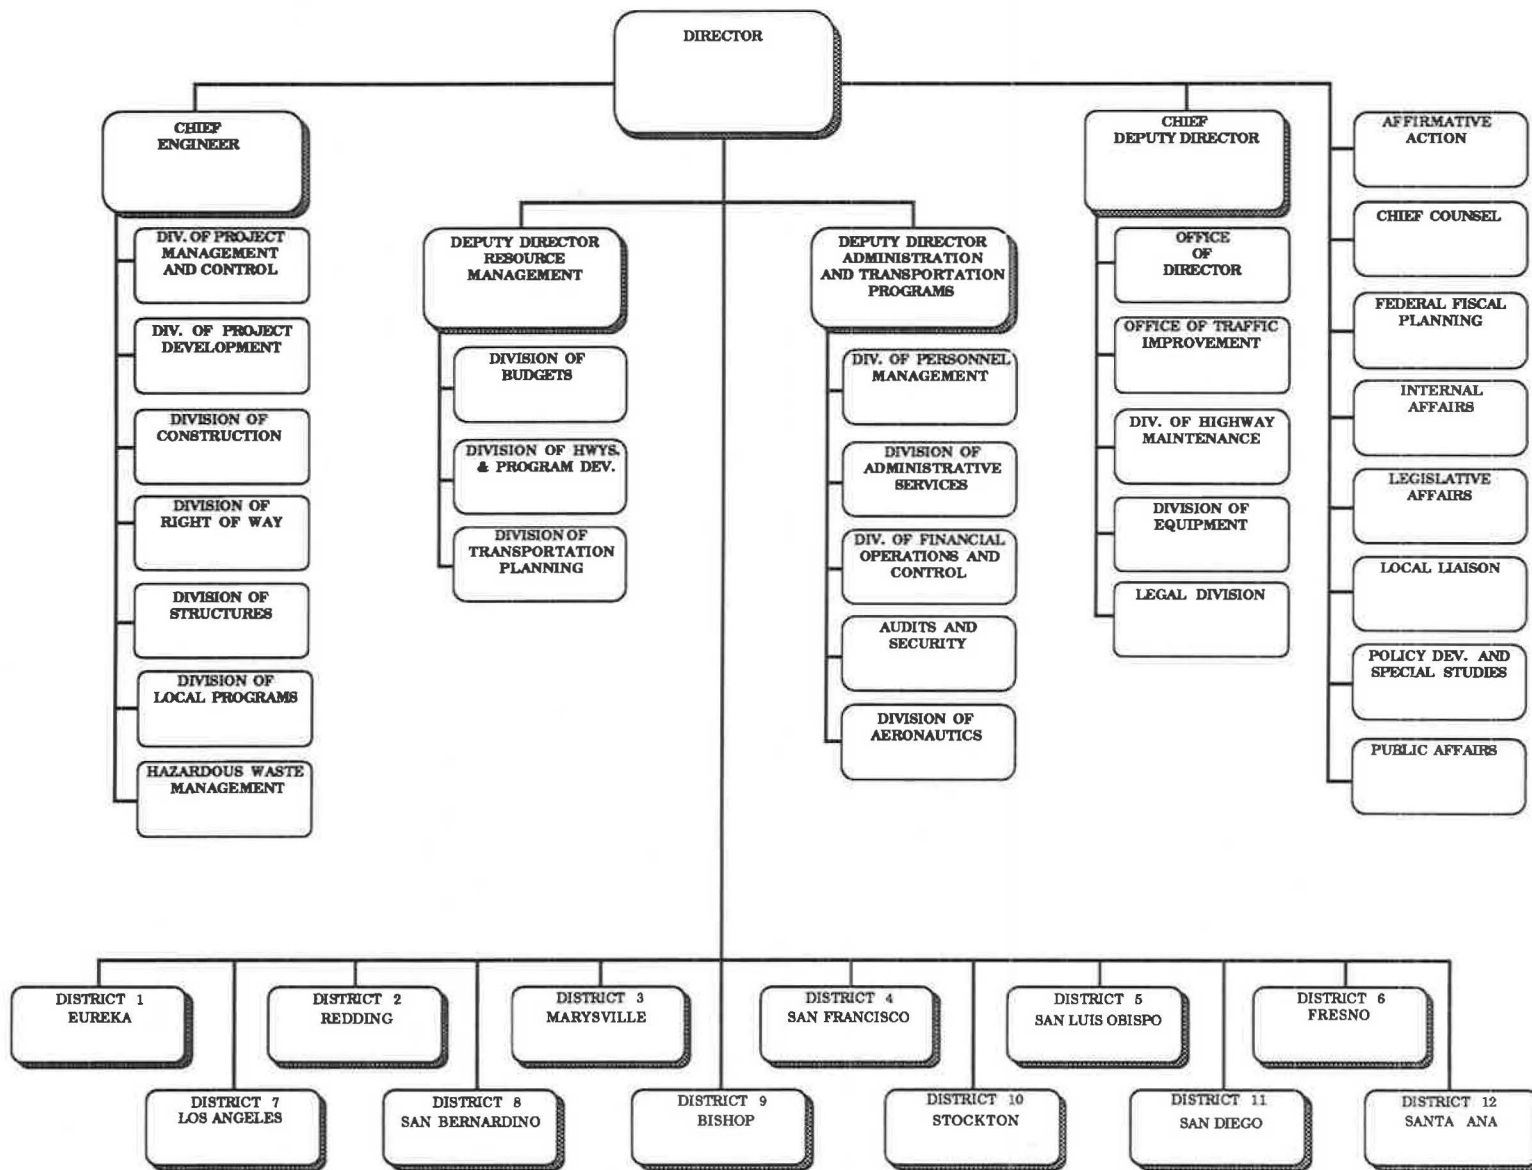 DIRECTOR
CHIEF
ENGINEER
DIV. OF PROJECT
MANAGEMENT
AND CONTROL
DIV. OF PROJECT
DEVELOPMENT
DIVISION OF
CONSTRUCTION
DIVISION OF
RIGHT OF WAY
DIVISION OF
STRUCTURES
DIVISION OF
LOCAL PROGRAMS
HAZARDOUS WASTE
MANAGEMENT
DEPUTY DIRECTOR
RESOURCE
MANAGEMENT
DIVISION OF
BUDGETS
DIVISION OF HWYS.
& PROGRAM DEV.
DIVISION OF
TRANSPORTATION
PLANNING
DEPUTY DIRECTOR
ADMINISTRATION
AND TRANSPORTATION
PROGRAMS
DIV. OF PERSONNEL
MANAGEMENT
DIVISION OF
ADMINISTRATIVE
SERVICES
DIV. OF FINANCIAL
OPERATIONS AND
CONTROL
AUDITS AND
SECURITY
DIVISION OF
AERONAUTICS
CHIEF
DEPUTY DIRECTOR
OFFICE
OF
DIRECTOR
OFFICE OF TRAFFIC
IMPROVEMENT
DIV. OF HIGHWAY
MAINTENANCE
DIVISION OF
EQUIPMENT
LEGAL DIVISION
AFFIRMATIVE
ACTION
CHIEF COUNSEL
FEDERAL FISCAL
PLANNING
INTERNAL
AFFAIRS
LEGISLATIVE
AFFAIRS
LOCAL LIAISON
POLICY DEV. AND
SPECIAL STUDIES
PUBLIC AFFAIRS
DISTRICT 1
EUREKA
DISTRICT 2
REDDING
DISTRICT 3
MARYSVILLE
DISTRICT 4
SAN FRANCISCO
DISTRICT 5
SAN LUIS OBISPO
DISTRICT 6
FRESNO
DISTRICT 7
LOS ANGELES
DISTRICT 8
SAN BERNARDINO
DISTRICT 9
BISHOP
DISTRICT 10
STOCKTON
DISTRICT 11
SAN DIEGO
DISTRICT 12
SANTA ANA